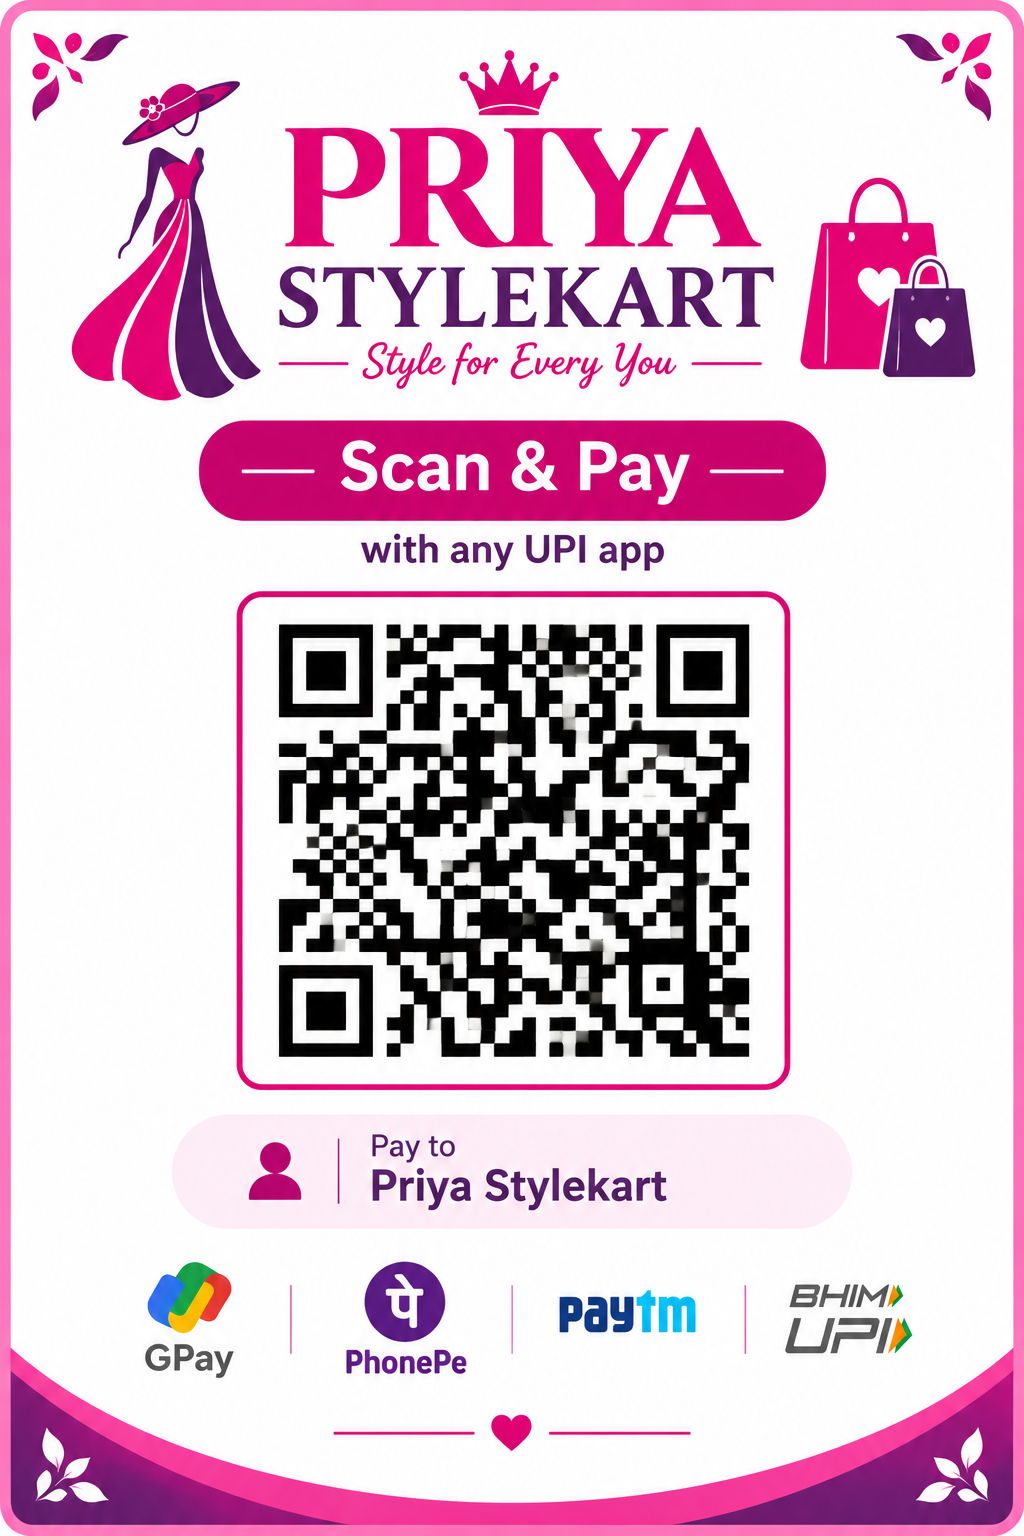 PRIYA
STYLEKART
Style for Every You
Scan & Pay
with any UPI app
Pay to
Priya Stylekart
GPay
पे
PhonePe
paytm
BHIM
UPI